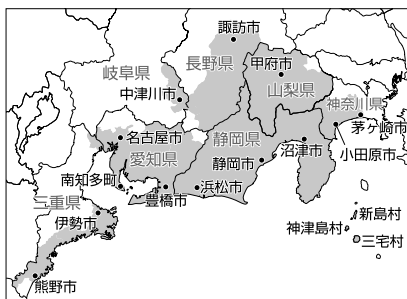 諏訪市
岐阜県
長野県
甲府市
山梨県
中津川市
神奈川県
茅ヶ崎市
名古屋市
静岡県
沼津市
小田原市
愛知県
静岡市
南知多町
浜松市
三重県
豊橋市
伊勢市
新島村
神津島村
三宅村
熊野市